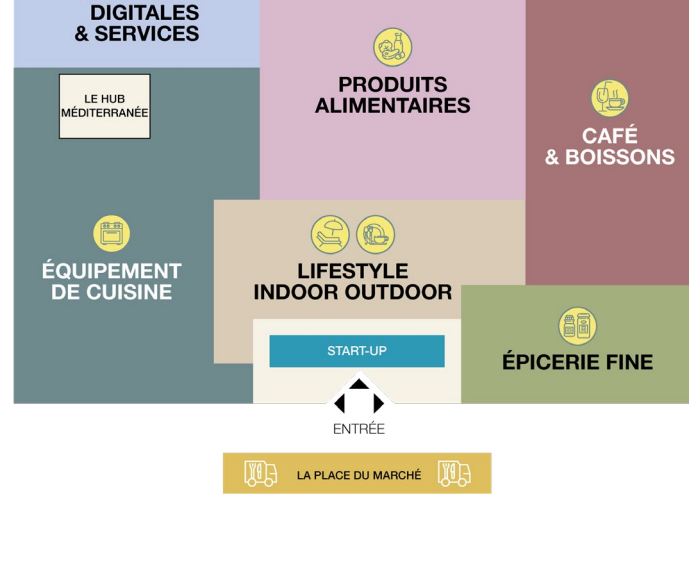 DIGITALES
& SERVICES
LE HUB
MÉDITERRANÉE
PRODUITS
ALIMENTAIRES
CAFÉ
& BOISSONS
ÉQUIPEMENT
DE CUISINE
LIFESTYLE
INDOOR OUTDOOR
START-UP
ÉPICERIE FINE
ENTRÉE
LA PLACE DU MARCHÉ